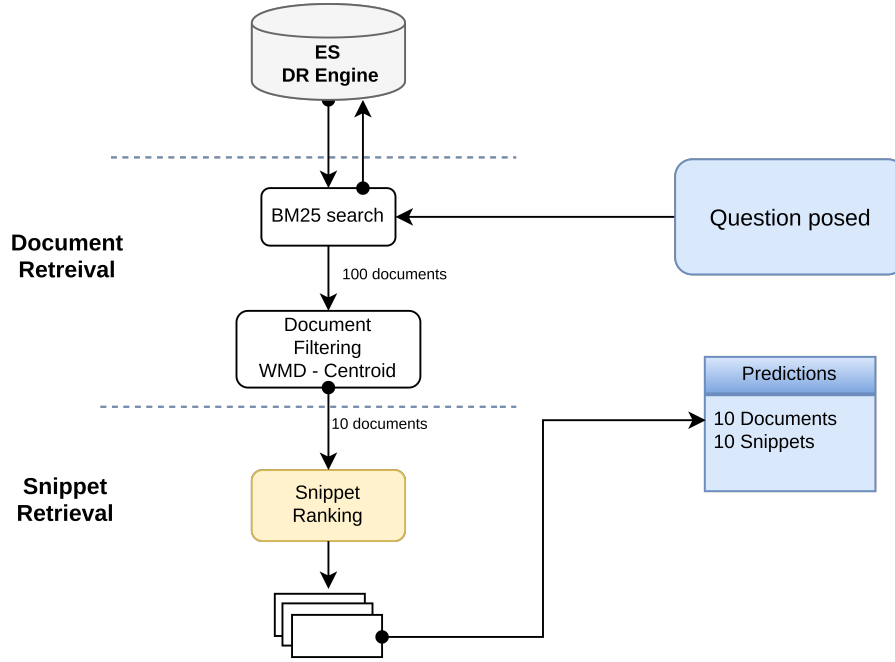 ES
DR Engine
BM25 search
Question posed
Document
Retreival
100 documents
Document
Filtering
WMD - Centroid
Predictions
10 Documents
10 Snippets
10 documents
Snippet
Retrieval
Snippet
Ranking